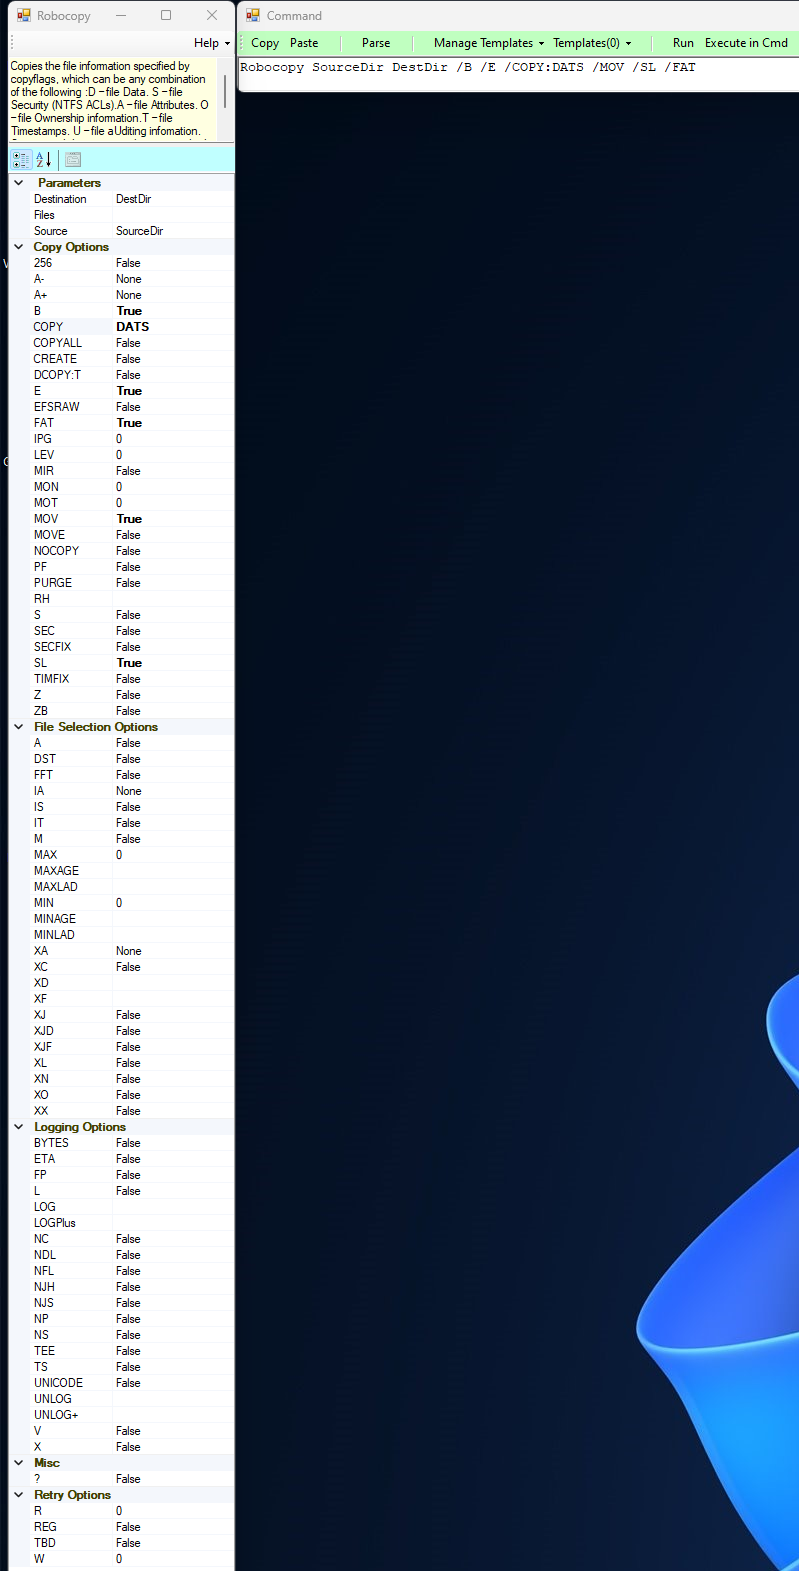 Robocopy
Help
Copies the file information specified by
copyflags, which can be any combination
of the following :D –file Data. S –file
Security (NTFS ACLs).A –file Attributes. O
–file Ownership information.T –file
Timestamps. U –file aUditing infomation.
Parameters
Destination DestDir
Files
Source SourceDir
Copy Options
256 False
A- None
A+ None
B True
COPY DATS
COPYALL False
CREATE False
DCOPY:T False
E True
EFSRAW False
FAT True
IPG 0
LEV 0
MIR False
MON 0
MOT 0
MOV True
MOVE False
NOCOPY False
PF False
PURGE False
RH
S False
SEC False
SECFIX False
SL True
TIMFIX False
Z False
ZB False
File Selection Options
A False
DST False
FFT False
IA None
IS False
IT False
M False
MAX 0
MAXAGE
MAXLAD
MIN 0
MINAGE
MINLAD
XA None
XC False
XD
XF
XJ False
XJD False
XJF False
XL False
XN False
XO False
XX False
Logging Options
BYTES False
ETA False
FP False
L False
LOG
LOGPlus
NC False
NDL False
NFL False
NJH False
NJS False
NP False
NS False
TEE False
TS False
UNICODE False
UNLOG
UNLOG+
V False
X False
Misc
? False
Retry Options
R 0
REG False
TBD False
W 0
Command
Copy Paste Parse Manage Templates Templates(0) Run Execute in Cmd
Robocopy SourceDir DestDir /B /E /COPY:DATS /MOV /SL /FAT